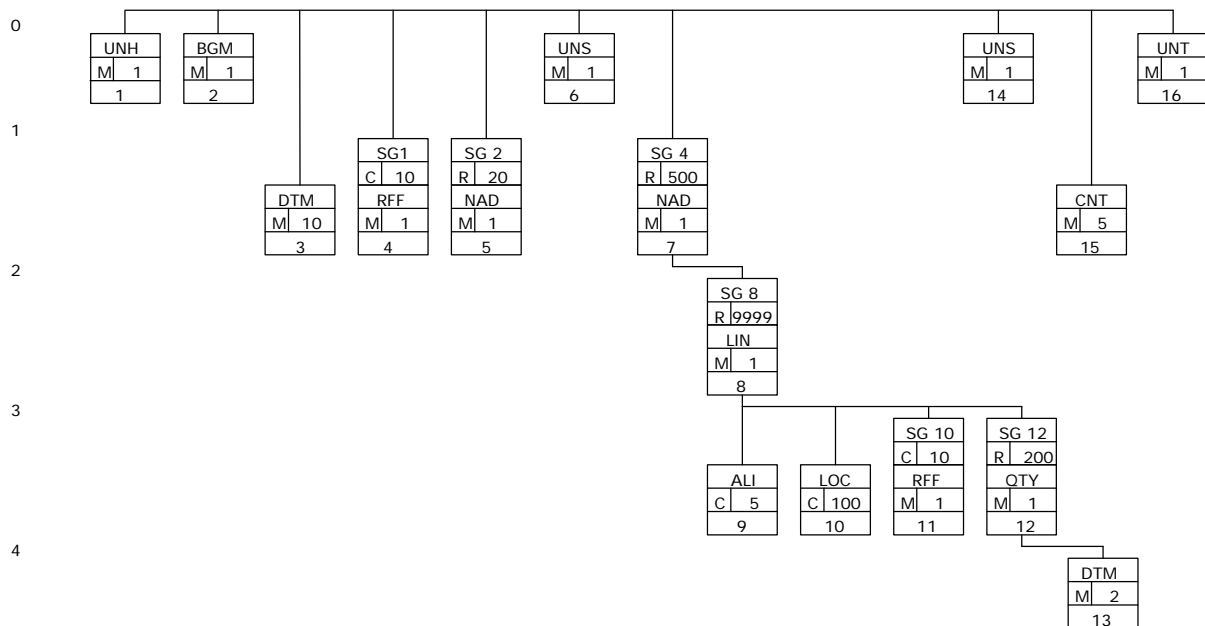 0
UNH BGM UNS UNS UNT
M 1 M 1 M 1 M 1 M 1
1 2 6 14 16
1
SG1 SG 2 SG 4
C 10 R 20 R 500
DTM RFF NAD NAD CNT
M 10 M 1 M 1 M 1 M 5
3 4 5 7 15
2
SG 8
R 9999
LIN
M 1
8
3
SG 10 SG 12
C 10 R 200
ALI LOC RFF QTY
C 5 C 100 M 1 M 1
9 10 11 12
4
DTM
M 2
13